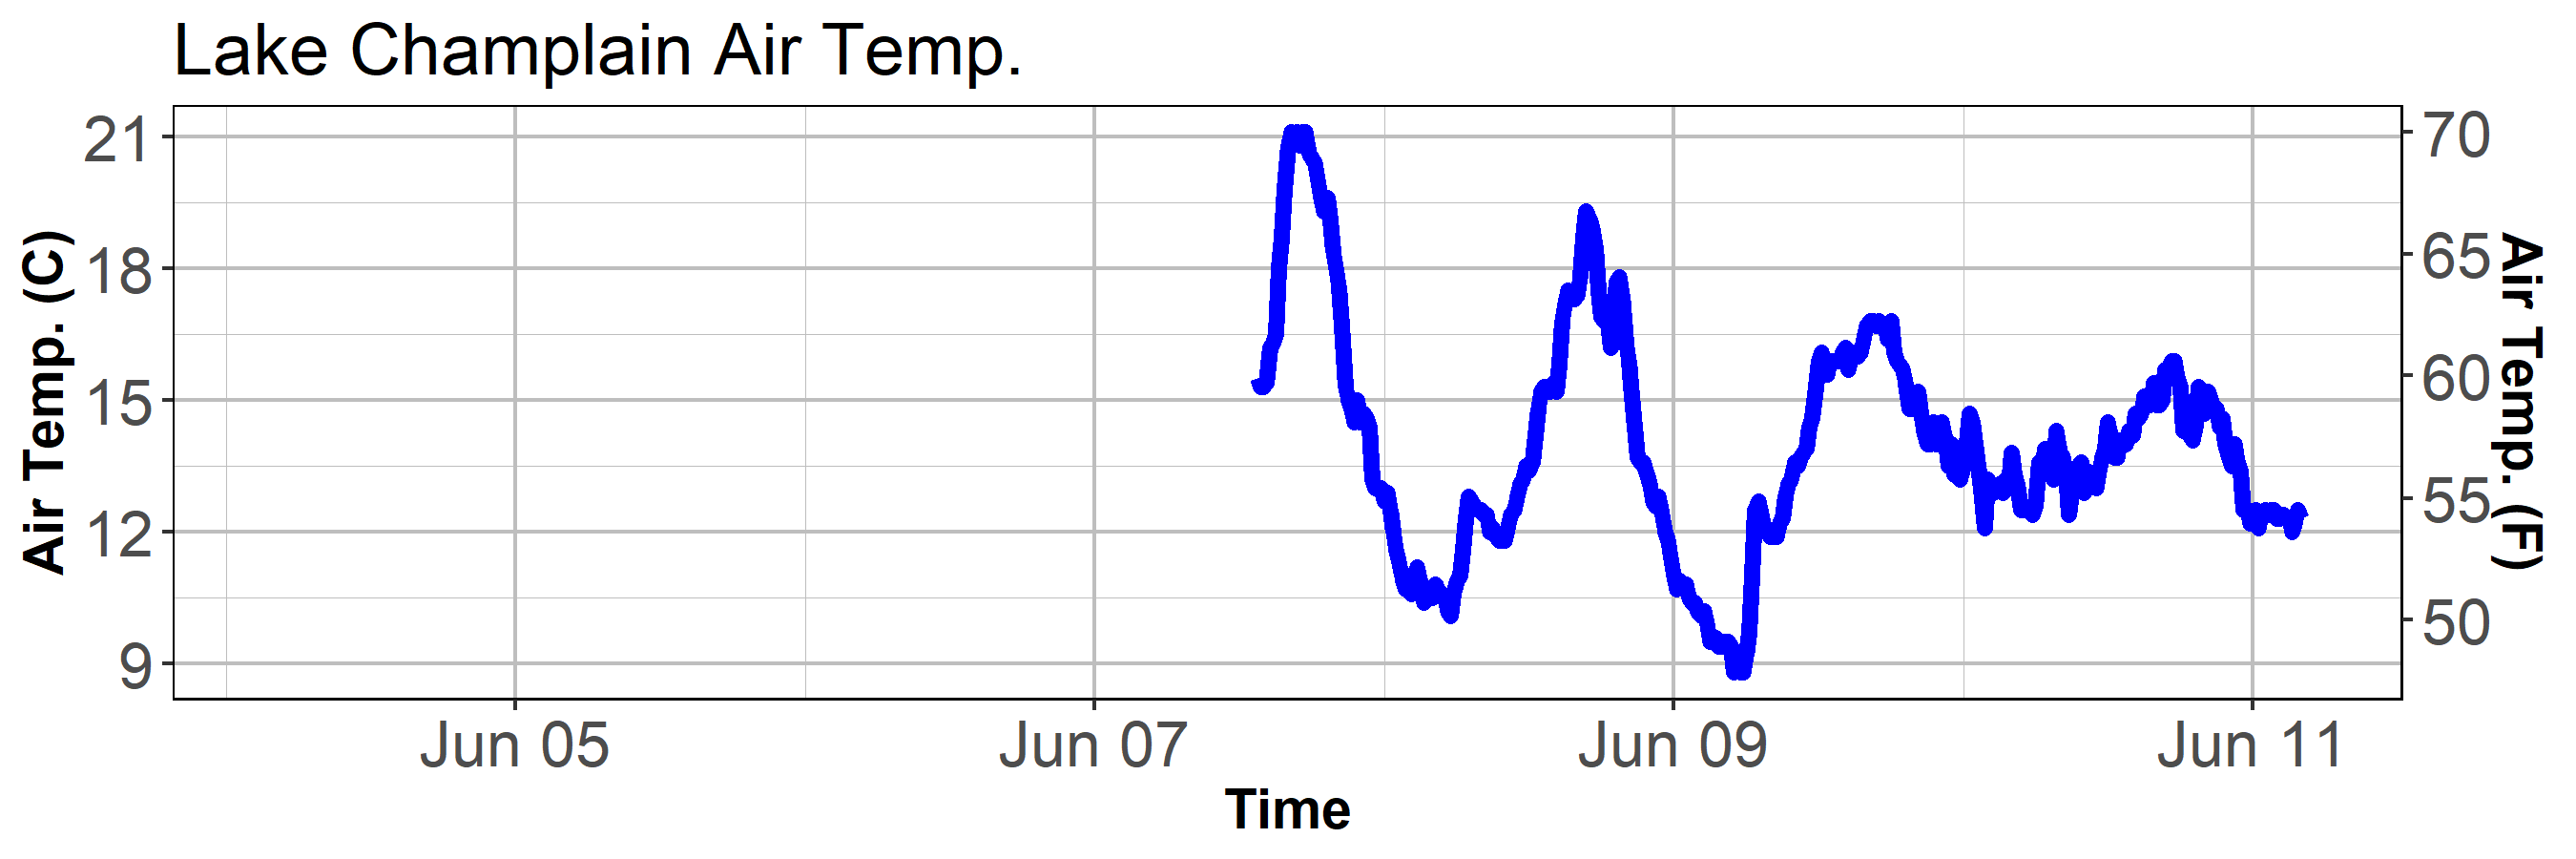 Lake Champlain Air Temp.
21
18
15
12
9
Air Temp. (C)
70
65
60
55
50
Air Temp. (F)
Jun 05 Jun 07 Jun 09 Jun 11
Time